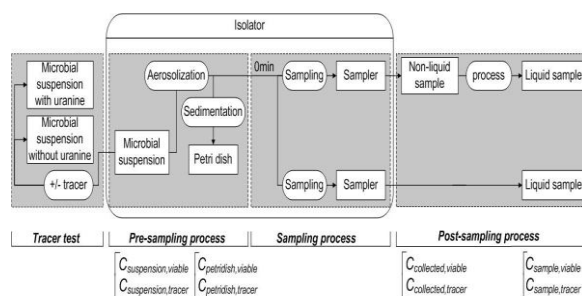 Isolator
Microbial
suspension
with uranine
Microbial
suspension
without uranine
+/- tracer
Aerosolization
Sedimentation
Microbial
suspension
Petri dish
0min
Sampling
Sampler
Sampling
Sampler
Non-liquid
sample
process
Liquid sample
Liquid sample
Tracer test
Pre-sampling process
Sampling process
Post-sampling process
Csuspension,viable
Csuspension,tracer
Cpetridish,viable
Cpetridish,tracer
Ccollected,viable
Ccollected,tracer
Csample,viable
Csample,tracer